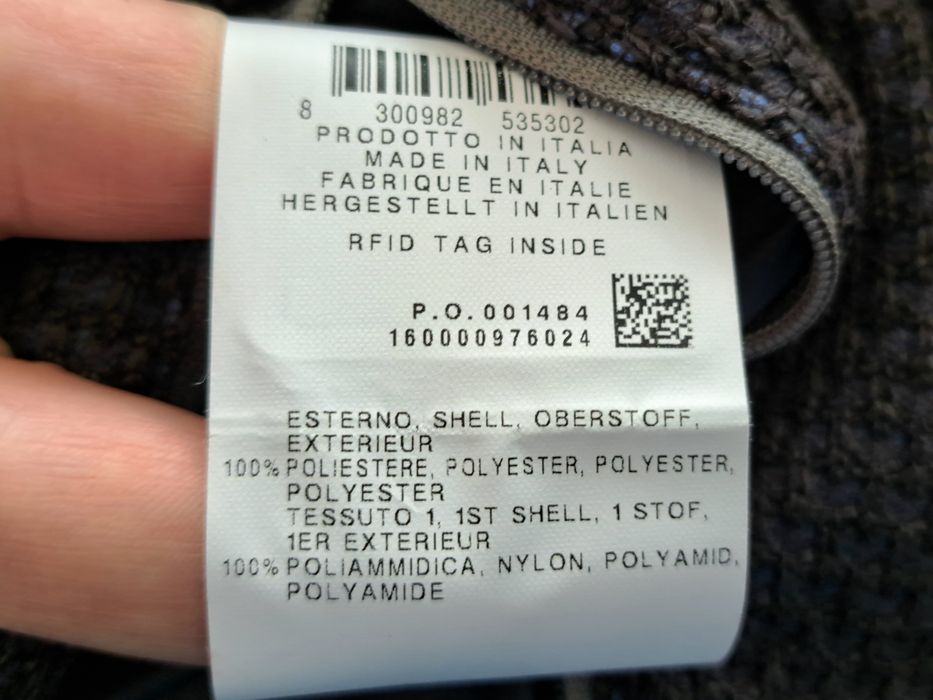 8 300982 535302
PRODOTTO IN ITALIA
MADE IN ITALY
FABRIQUE EN ITALIE
HERGESTELLT IN ITALIEN
RFID TAG INSIDE
P.O. 001484
160000976024
ESTERNO, SHELL, OBERSTOFF,
EXTERIEUR
100% POLIESTERE, POLYESTER, POLYESTER,
POLYESTER
TESSUTO 1, 1ST SHELL, 1 STOF,
1ER EXTERIEUR
100% POLIAMMIDICA, NYLON, POLYAMID,
POLYAMIDE